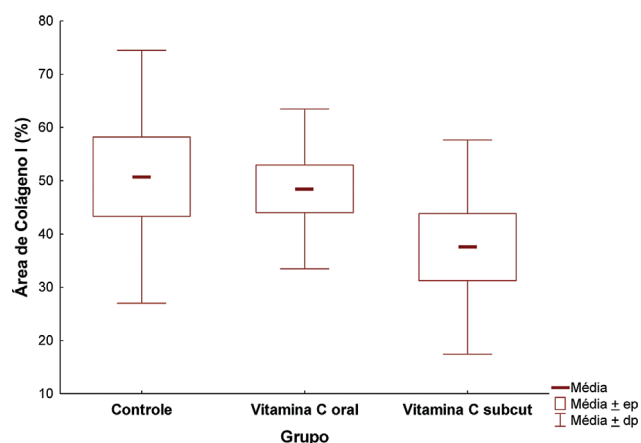 80
70
60
50
40
30
20
10
Área de Colágeno I (%)
Controle
Vitamina C oral
Vitamina C subcut
Grupo
Média
Média ± ep
Média ± dp